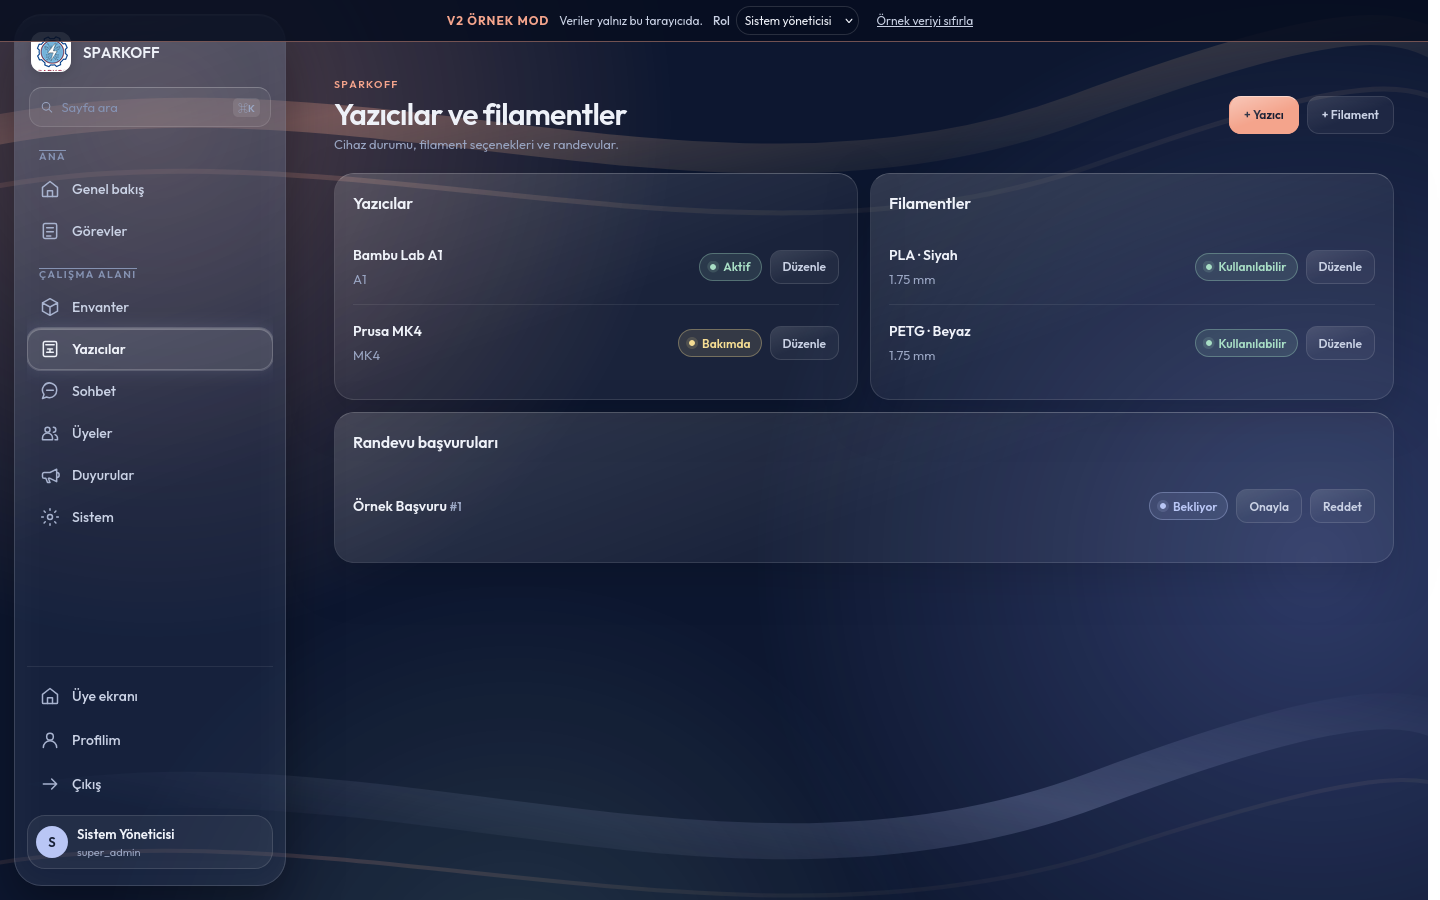 V2 ÖRNEK MOD Veriler yalnız bu tarayıcıda. Rol Sistem yöneticisi Örnek veriyi sıfırla
SPARKOFF
Sayfa ara ⌘K
ANA
Genel bakış
Görevler
ÇALIŞMA ALANI
Envanter
Yazıcılar
Sohbet
Üyeler
Duyurular
Sistem
Üye ekranı
Profilim
Çıkış
S Sistem Yöneticisi
super_admin
SPARKOFF
Yazıcılar ve filamentler
Cihaz durumu, filament seçenekleri ve randevular.
+ Yazıcı + Filament
Yazıcılar
Bambu Lab A1
A1
Aktif Düzenle
Prusa MK4
MK4
Bakımda Düzenle
Filamentler
PLA · Siyah
1.75 mm
Kullanılabilir Düzenle
PETG · Beyaz
1.75 mm
Kullanılabilir Düzenle
Randevu başvuruları
Örnek Başvuru #1 Bekliyor Onayla Reddet